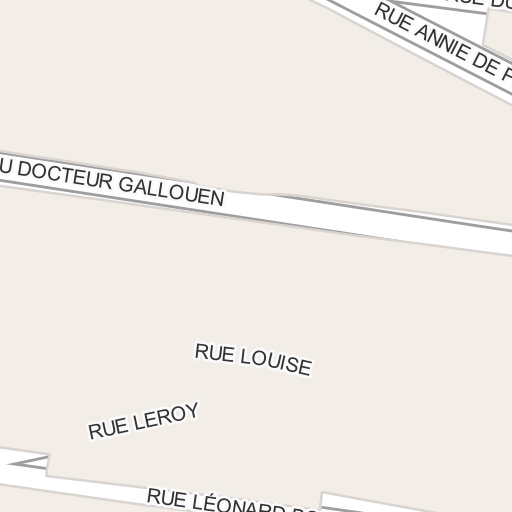 RUE ANNIE DE
DOCTEUR GALLOUEN
RUE LOUISE
RUE LEROY
RUE LÉONARD